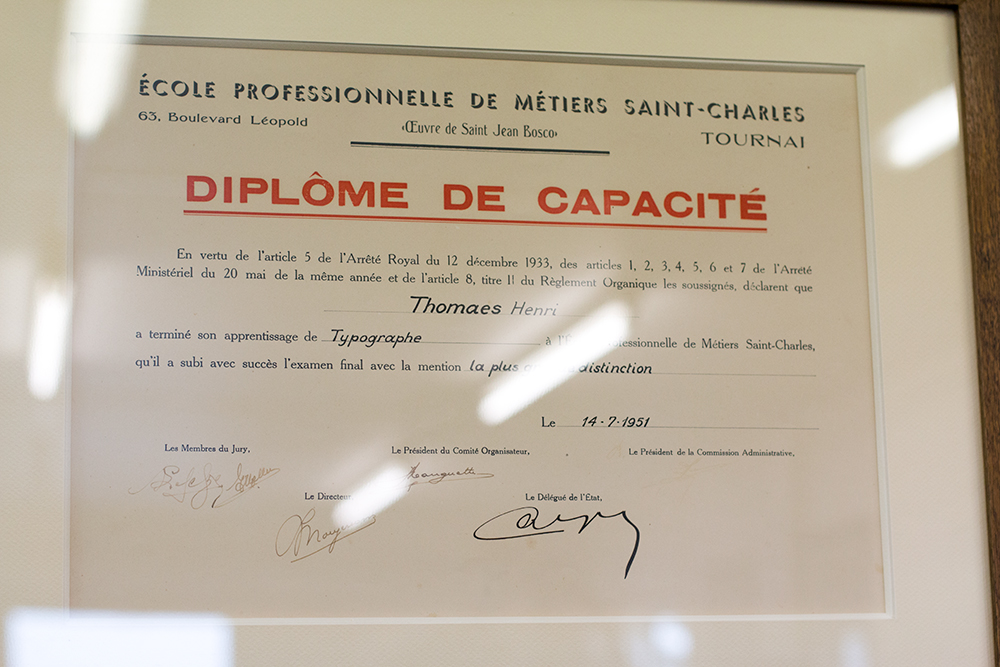 ÉCOLE PROFESSIONNELLE DE MÉTIERS SAINT-CHARLES
63, Boulevard Léopold
«Œuvre de Saint Jean Bosco»
TOURNAI
DIPLÔME DE CAPACITÉ
En vertu de l'article 5 de l'Arrêté Royal du 12 décembre 1933, des articles 1, 2, 3, 4, 5, 6 et 7 de l'Arrêté
Ministériel du 20 mai de la même année et de l'article 8, titre II du Règlement Organique les soussignés, déclarent que
Thomaes Henri
a terminé son apprentissage de Typographe à Professionnelle de Métiers Saint-Charles,
qu'il a subi avec succès l'examen final avec la mention la plus distinction
Le 14-7-1951
Les Membres du Jury,
Le Président du Comité Organisateur,
Le Président de la Commission Administrative,
Le Directeur
Le Délégué de l'État,